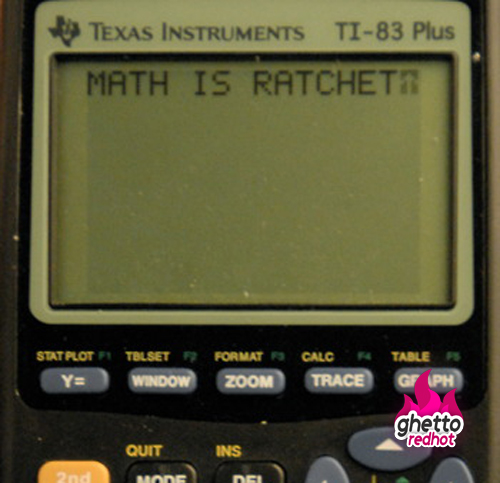 TEXAS INSTRUMENTS TI-83 Plus
MATH IS RATCHET
STAT PLOT F1 TBLSET F2 FORMAT F3 CALC F4 TABLE F5
Y= WINDOW ZOOM TRACE GRAPH
ghetto
redhot
QUIT INS
2nd MODE DEL